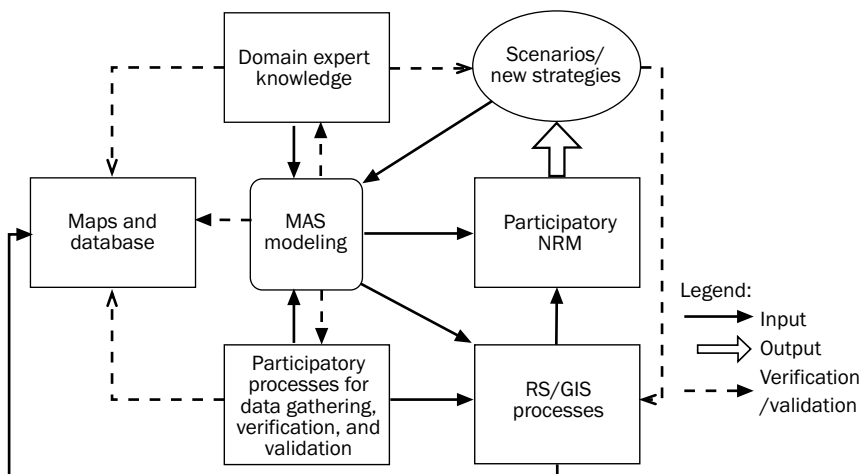 Domain expert
knowledge
Scenarios/
new strategies
Maps and
database
MAS
modeling
Participatory
NRM
Participatory
processes for
data gathering,
verification, and
validation
RS/GIS
processes
Legend:
Input
Output
Verification
/validation